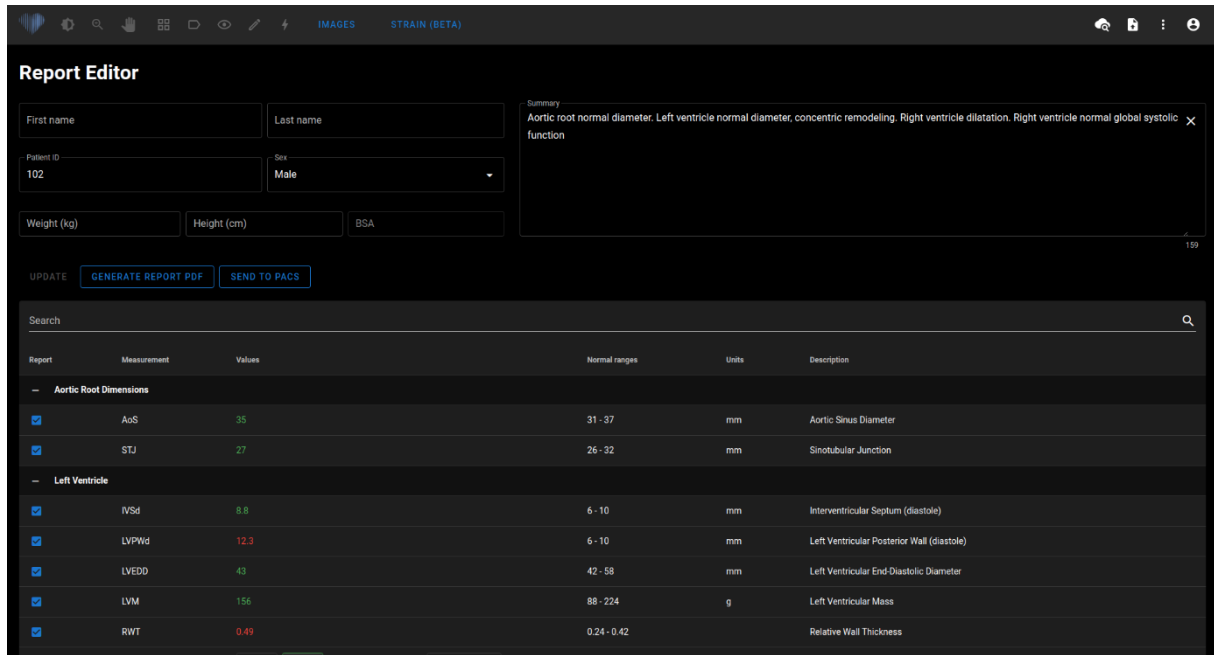 IMAGES STRAIN (BETA)
Report Editor
First name Last name
Summary
Aortic root normal diameter. Left ventricle normal diameter, concentric remodeling. Right ventricle dilatation. Right ventricle normal global systolic
function
Patient ID Sex
102 Male
Weight (kg) Height (cm) BSA
159
UPDATE GENERATE REPORT PDF SEND TO PACS
Search
Report Measurement Values Normal ranges Units Description
Aortic Root Dimensions
AoS 35 31 - 37 mm Aortic Sinus Diameter
STJ 27 26 - 32 mm Sinotubular Junction
Left Ventricle
IVSd 8.8 6 - 10 mm Interventricular Septum (diastole)
LVPWd 12.3 6 - 10 mm Left Ventricular Posterior Wall (diastole)
LVEDD 43 42 - 58 mm Left Ventricular End-Diastolic Diameter
LVM 156 88 - 224 g Left Ventricular Mass
RWT 0.49 0.24 - 0.42 Relative Wall Thickness